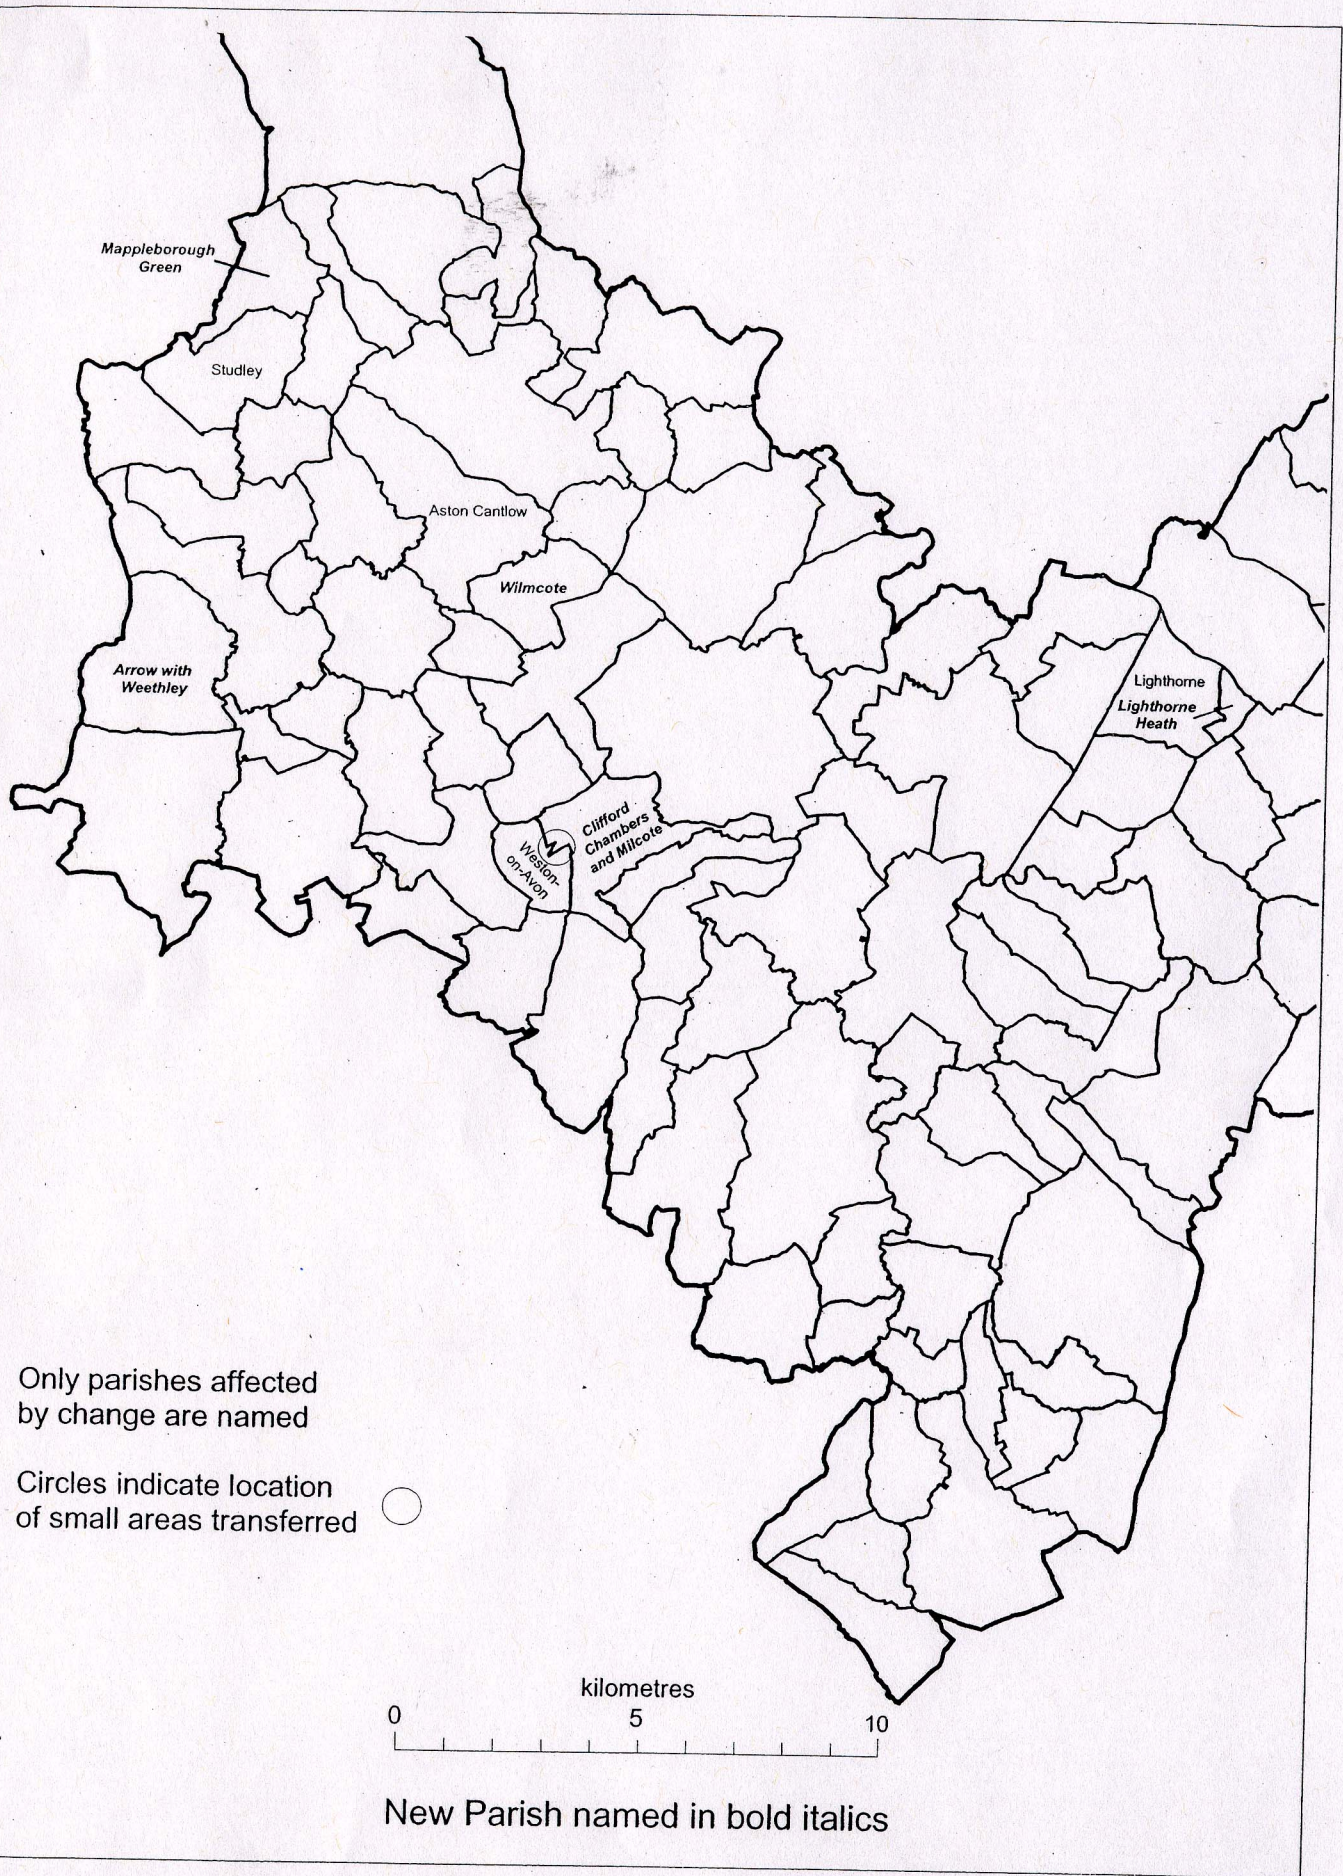 Mappleborough
Green
Studley
Aston Cantlow
Wilmcote
Arrow with
Weethley
Lighthorne
Lighthorne
Heath
Clifford
Chambers
and Milcote
Weston-
on-Avon
Only parishes affected
by change are named
Circles indicate location
of small areas transferred
kilometres
0 5 10
New Parish named in bold italics